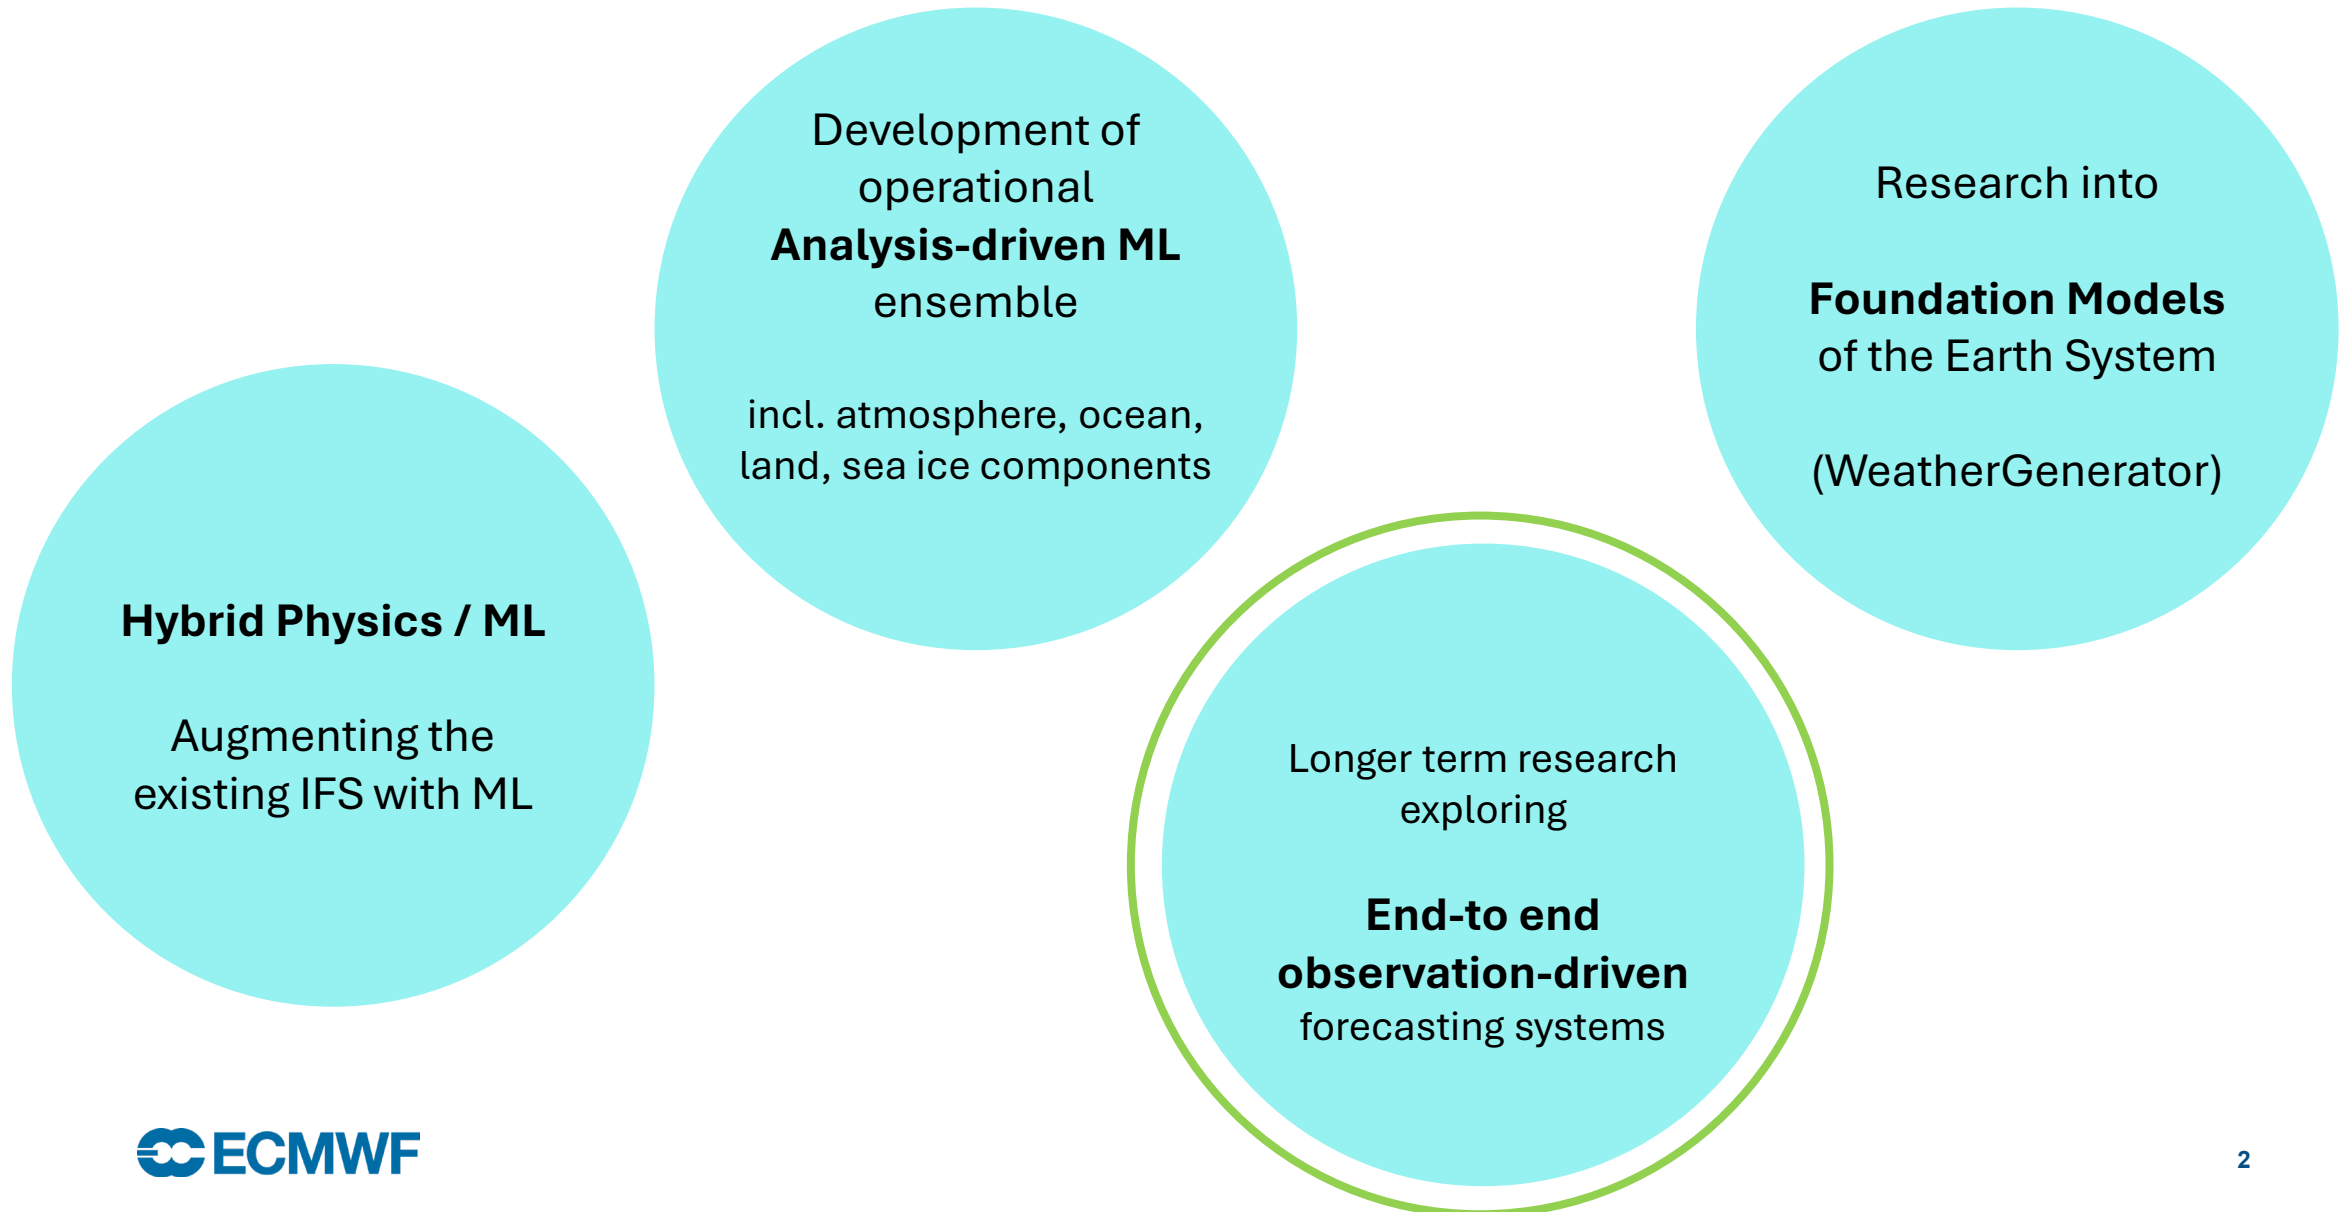 Hybrid Physics / ML
Augmenting the
existing IFS with ML
Development of
operational
Analysis-driven ML
ensemble
incl. atmosphere, ocean,
land, sea ice components
Longer term research
exploring
End-to end
observation-driven
forecasting systems
Research into
Foundation Models
of the Earth System
(WeatherGenerator)
ECMWF
2